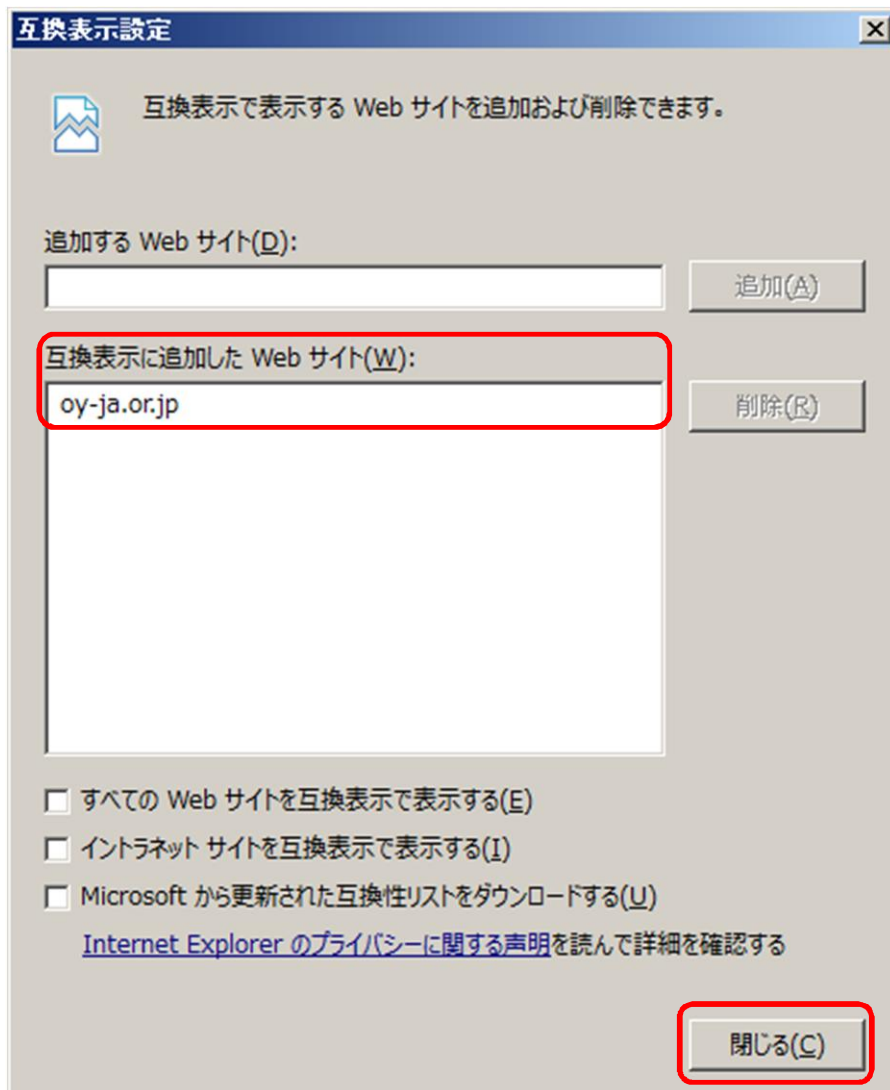 互換表示設定
互換表示で表示する Web サイトを追加および削除できます。
追加する Web サイト(D):
追加(A)
互換表示に追加した Web サイト(W):
oy-ja.or.jp
削除(R)
すべての Web サイトを互換表示で表示する(E)
イントラネット サイトを互換表示で表示する(I)
Microsoft から更新された互換性リストをダウンロードする(U)
Internet Explorer のプライバシーに関する声明を読んで詳細を確認する
閉じる(C)